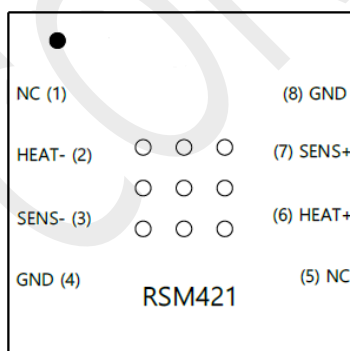 NC (1)
(8) GND
HEAT- (2)
(7) SENS+
SENS- (3)
(6) HEAT+
GND (4)
(5) NC
RSM421